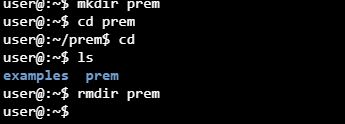 user@:~$ mkdir prem
user@:~$ cd prem
user@:~/prem$ cd
user@:~$ ls
examples  prem
user@:~$ rmdir prem
user@:~$